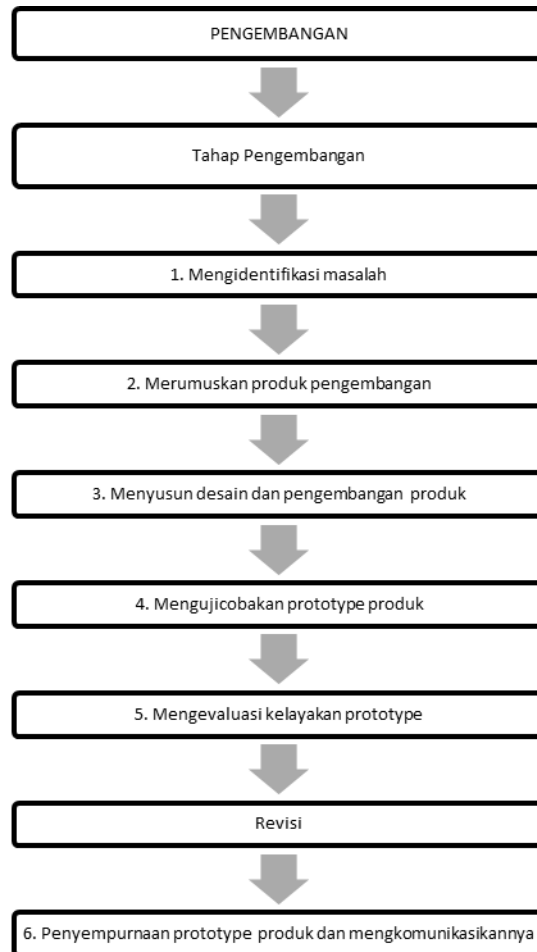 PENGEMBANGAN
Tahap Pengembangan
1. Mengidentifikasi masalah
2. Merumuskan produk pengembangan
3. Menyusun desain dan pengembangan produk
4. Mengujicobakan prototype produk
5. Mengevaluasi kelayakan prototype
Revisi
6. Penyempurnaan prototype produk dan mengkomunikasikannya